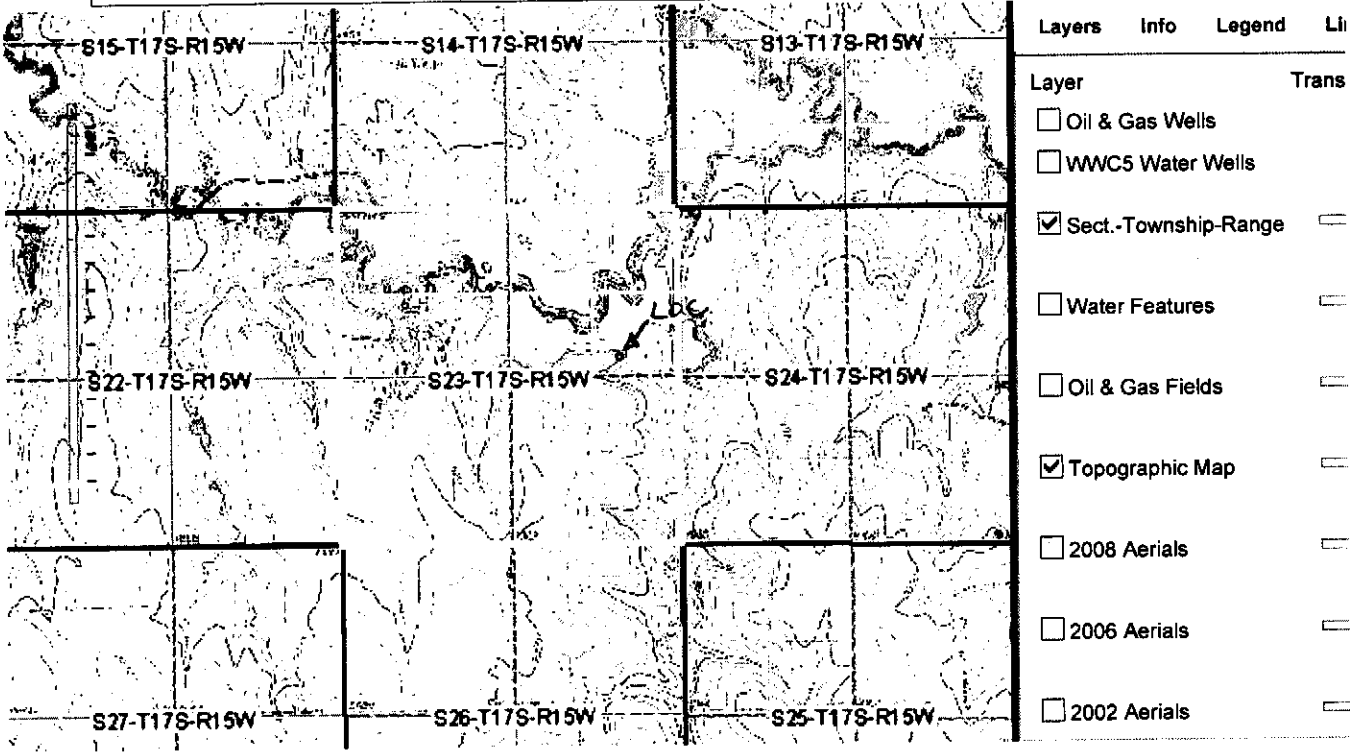 S15-T17S-R15W
S14-T17S-R15W
S13-T17S-R15W
LOC
S22-T17S-R15W
S23-T17S-R15W
S24-T17S-R15W
S27-T17S-R15W
S26-T17S-R15W
S25-T17S-R15W
Layers Info Legend
Layer Trans
Oil & Gas Wells
WWC5 Water Wells
Sect.-Township-Range
Water Features
Oil & Gas Fields
Topographic Map
2008 Aerials
2006 Aerials
2002 Aerials